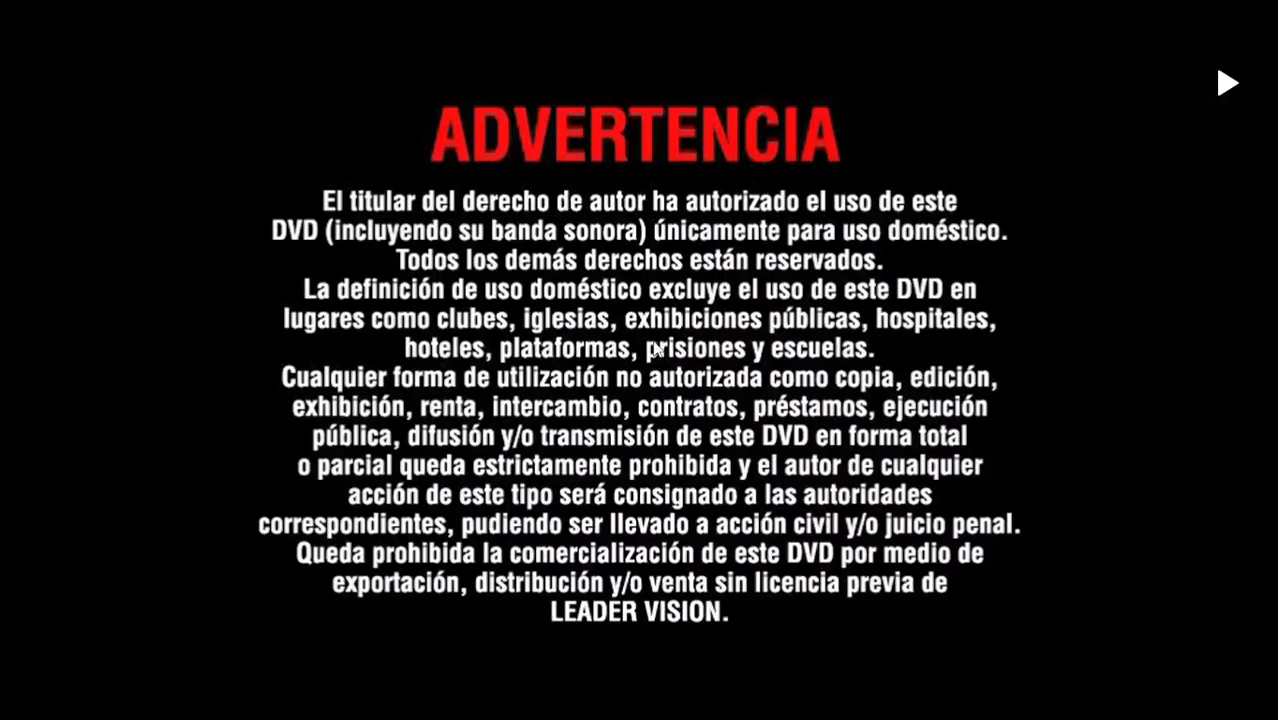 ADVERTENCIA
El titular del derecho de autor ha autorizado el uso de este
DVD (incluyendo su banda sonora) únicamente para uso doméstico.
Todos los demás derechos están reservados.
La definición de uso doméstico excluye el uso de este DVD en
lugares como clubes, iglesias, exhibiciones públicas, hospitales,
hoteles, plataformas, prisiones y escuelas.
Cualquier forma de utilización no autorizada como copia, edición,
exhibición, renta, intercambio, contratos, préstamos, ejecución
pública, difusión y/o transmisión de este DVD en forma total
o parcial queda estrictamente prohibida y el autor de cualquier
acción de este tipo será consignado a las autoridades
correspondientes, pudiendo ser llevado a acción civil y/o juicio penal.
Queda prohibida la comercialización de este DVD por medio de
exportación, distribución y/o venta sin licencia previa de
LEADER VISION.